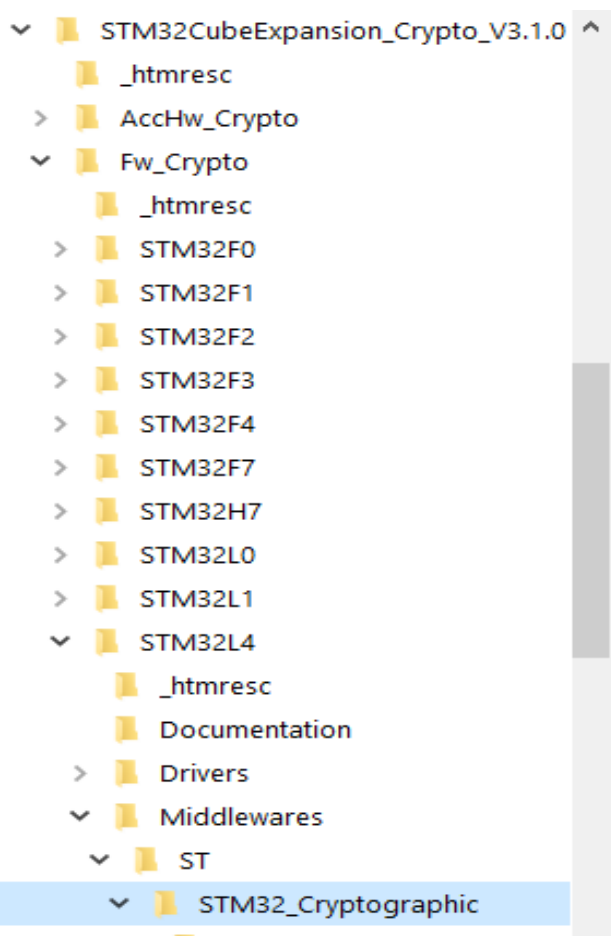 STM32CubeExpansion_Crypto_V3.1.0
_htmresc
AccHw_Crypto
Fw_Crypto
_htmresc
STM32F0
STM32F1
STM32F2
STM32F3
STM32F4
STM32F7
STM32H7
STM32L0
STM32L1
STM32L4
_htmresc
Documentation
Drivers
Middlewares
ST
STM32_Cryptographic